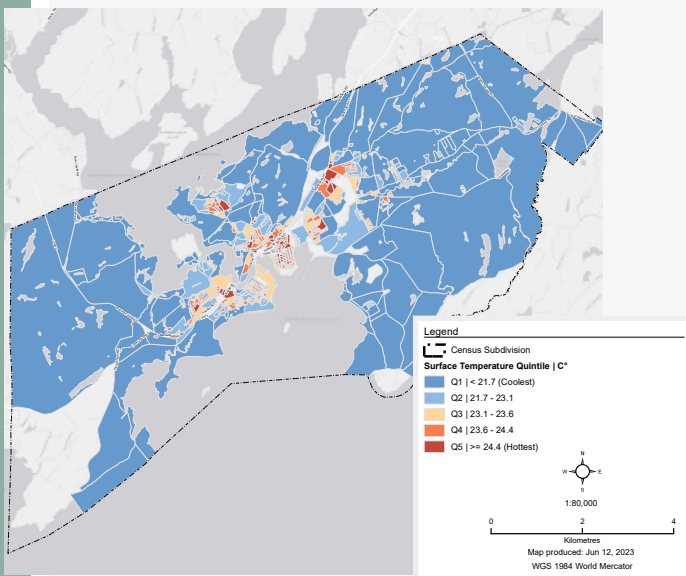 Legend
Census Subdivision
Surface Temperature Quintile | C°
Q1 | < 21.7 (Coolest)
Q2 | 21.7 - 23.1
Q3 | 23.1 - 23.6
Q4 | 23.6 - 24.4
Q5 | >= 24.4 (Hottest)
N
W E
S
1:80,000
0 2 4
Kilometres
Map produced: Jun 12, 2023
WGS 1984 World Mercator